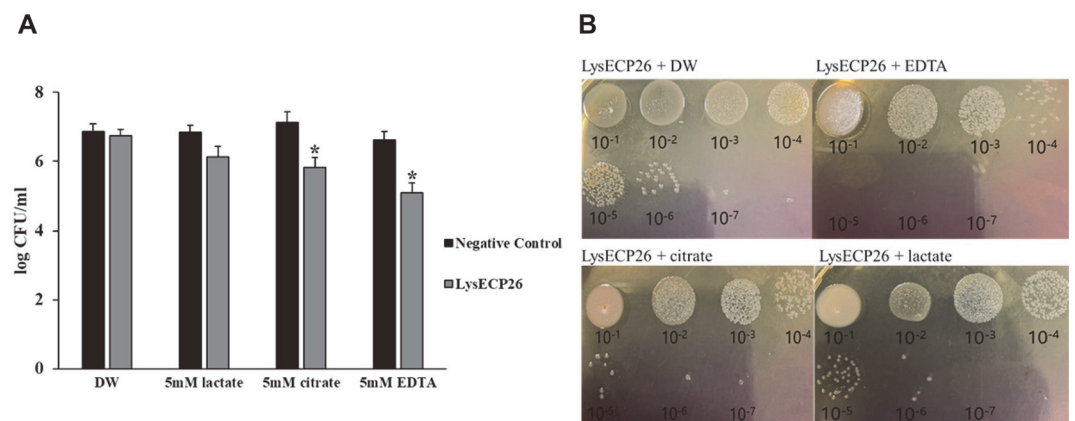 A
B
log CFU/ml
8
6
4
2
0
*
*
DW
5mM lactate
5mM citrate
5mM EDTA
Negative Control
LysECP26
LysECP26 + DW
10-1
10-2
10-3
10-4
10-5
10-6
10-7
LysECP26 + EDTA
10-1
10-2
10-3
10-4
10-5
10-6
10-7
LysECP26 + citrate
10-1
10-2
10-3
10-4
10-5
10-6
10-7
LysECP26 + lactate
10-1
10-2
10-3
10-4
10-5
10-6
10-7